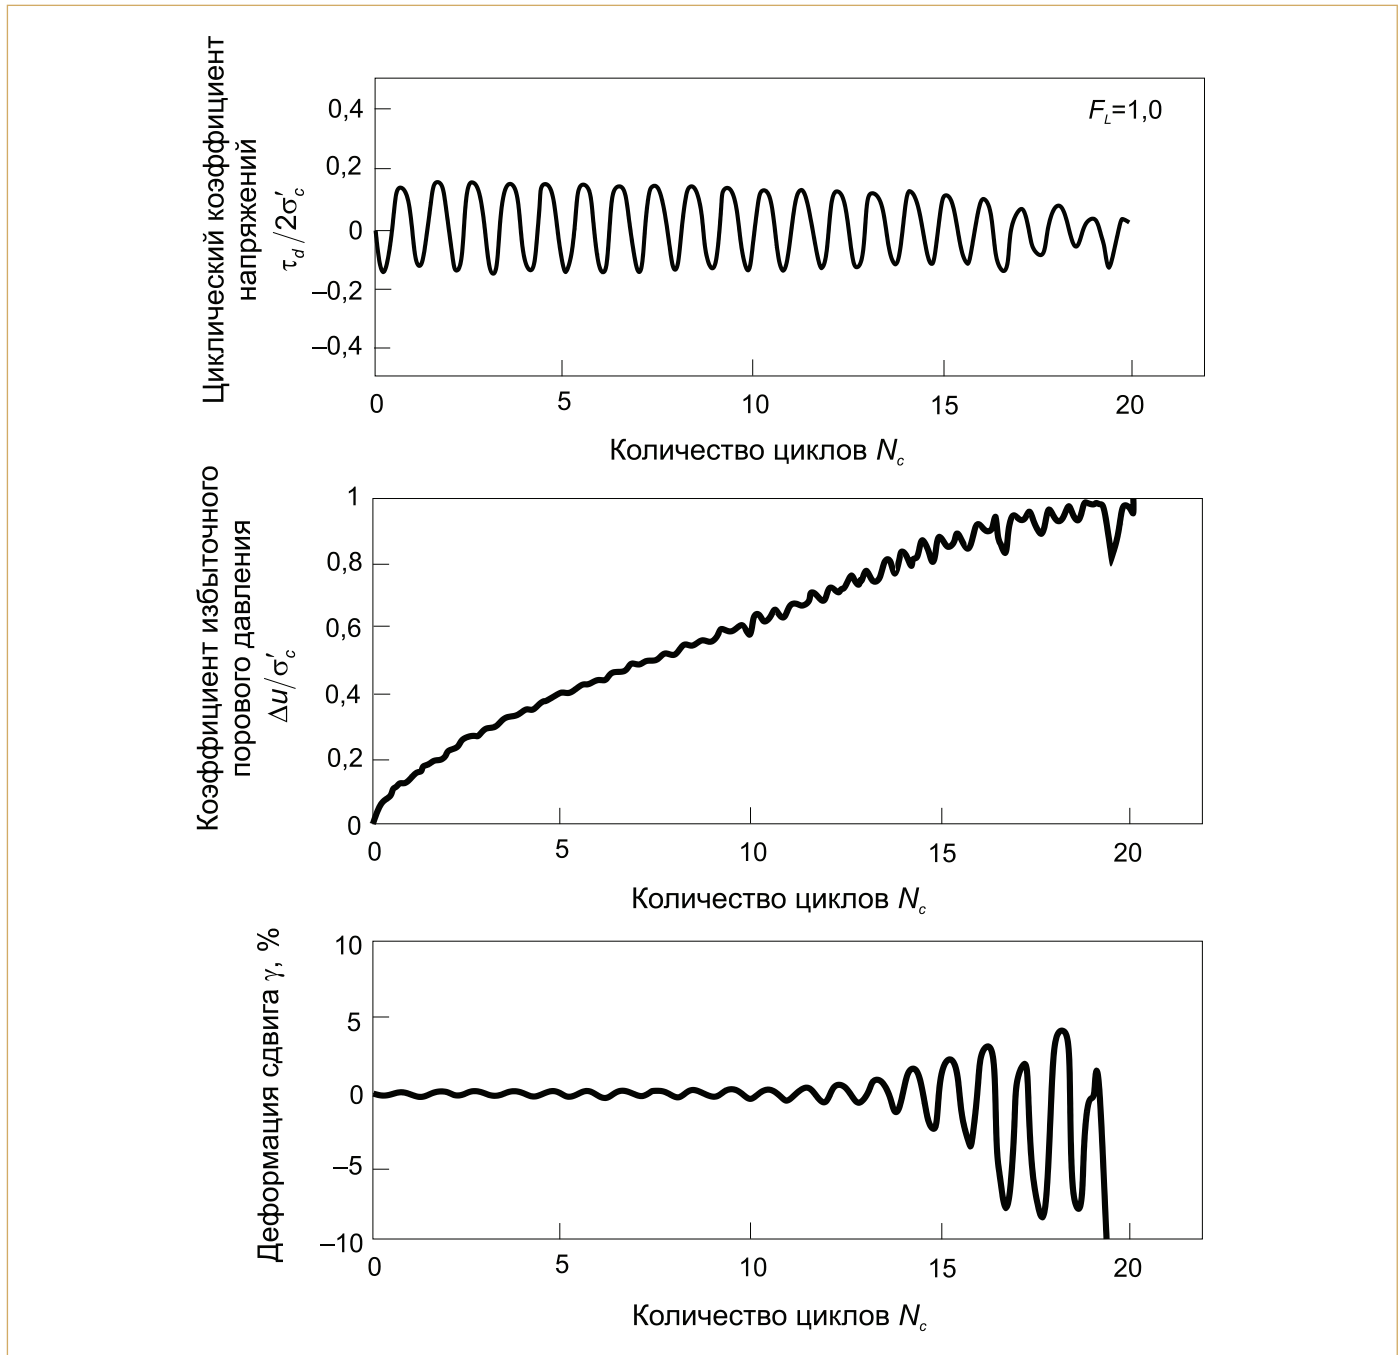 Циклический коэффициент
напряжений
τd/2σ′c
0,4
0,2
0
–0,2
–0,4
FL=1,0
0 5 10 15 20
Количество циклов Nc
Коэффициент избыточного
порового давления
Δu/σ′c
1
0,8
0,6
0,4
0,2
0
0 5 10 15 20
Количество циклов Nc
Деформация сдвига γ, %
10
5
0
–5
–10
0 5 10 15 20
Количество циклов Nc